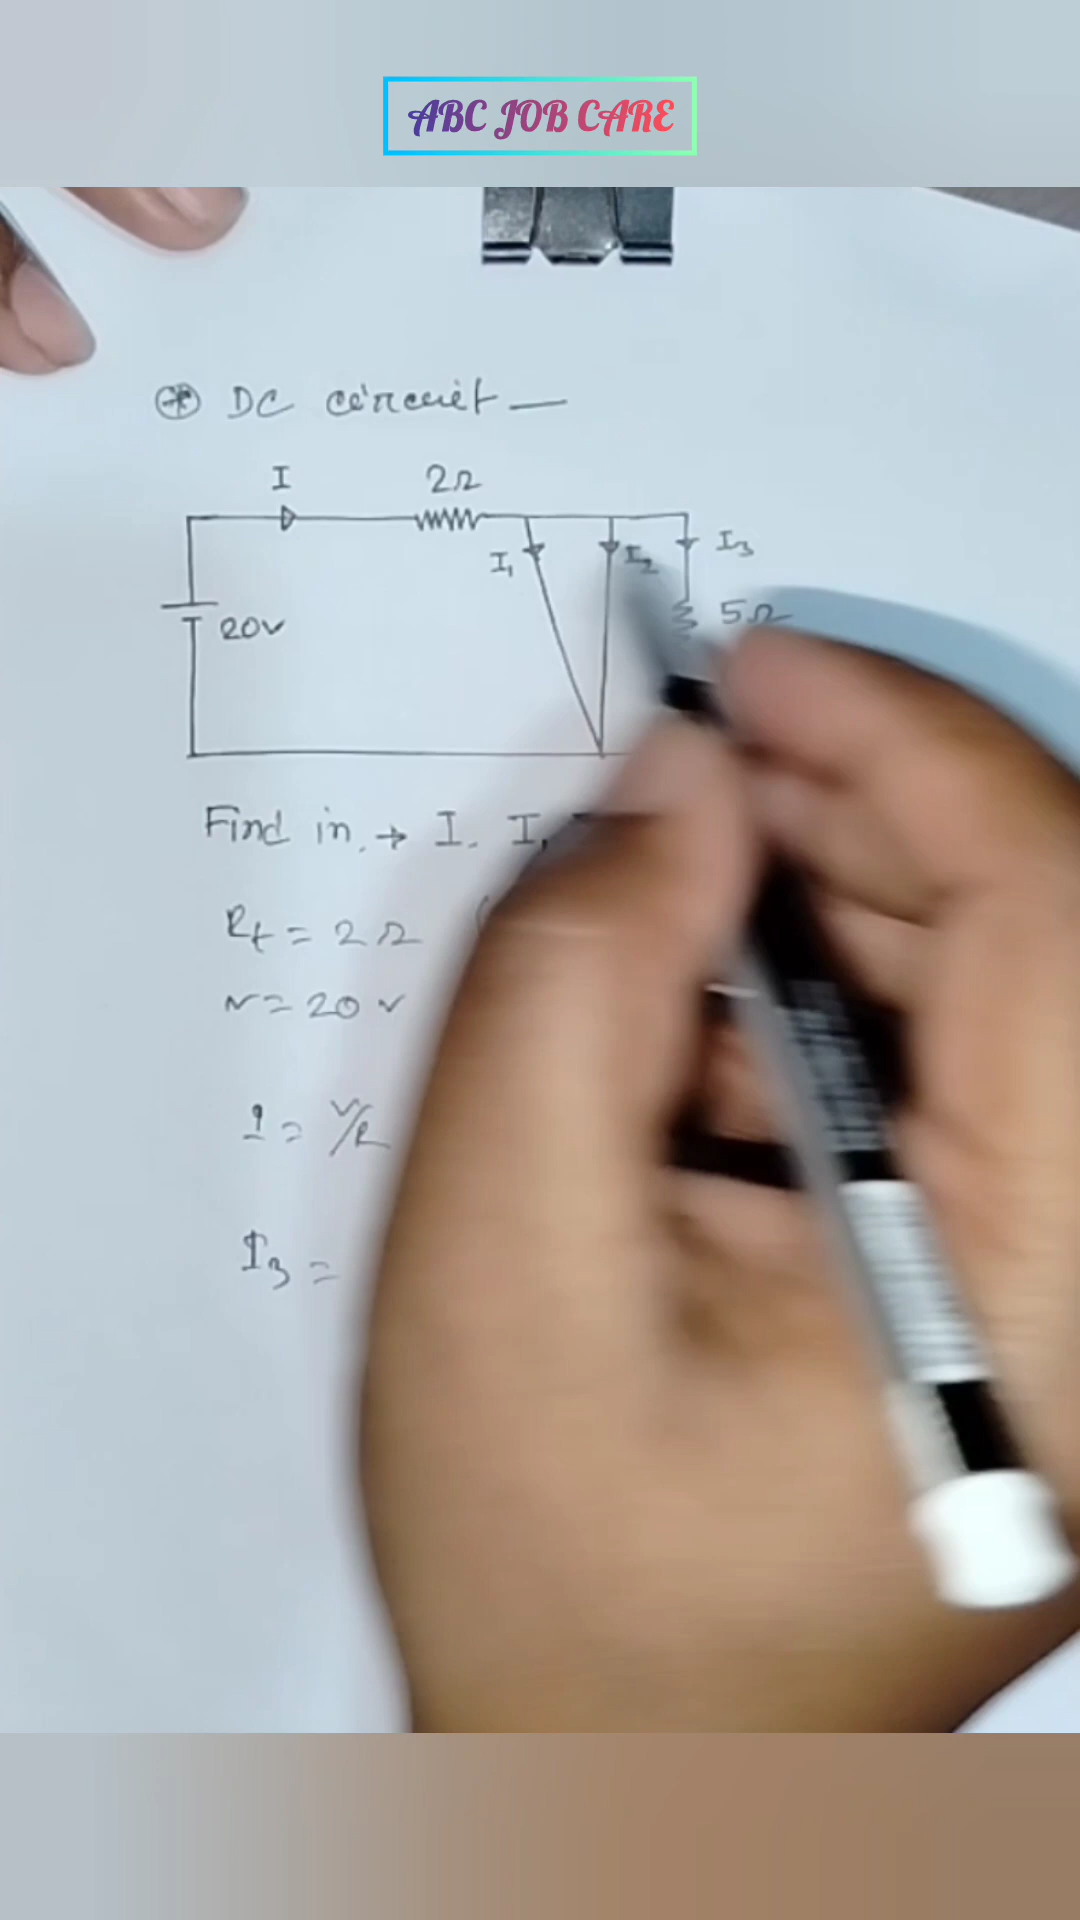 ABC JOB CARE
DC circuit —
I
2Ω
I₁
I₂
I₃
5Ω
20v
Find in, → I. I₁
Rt = 2Ω
v = 20 v
I = V/R
I₃ =